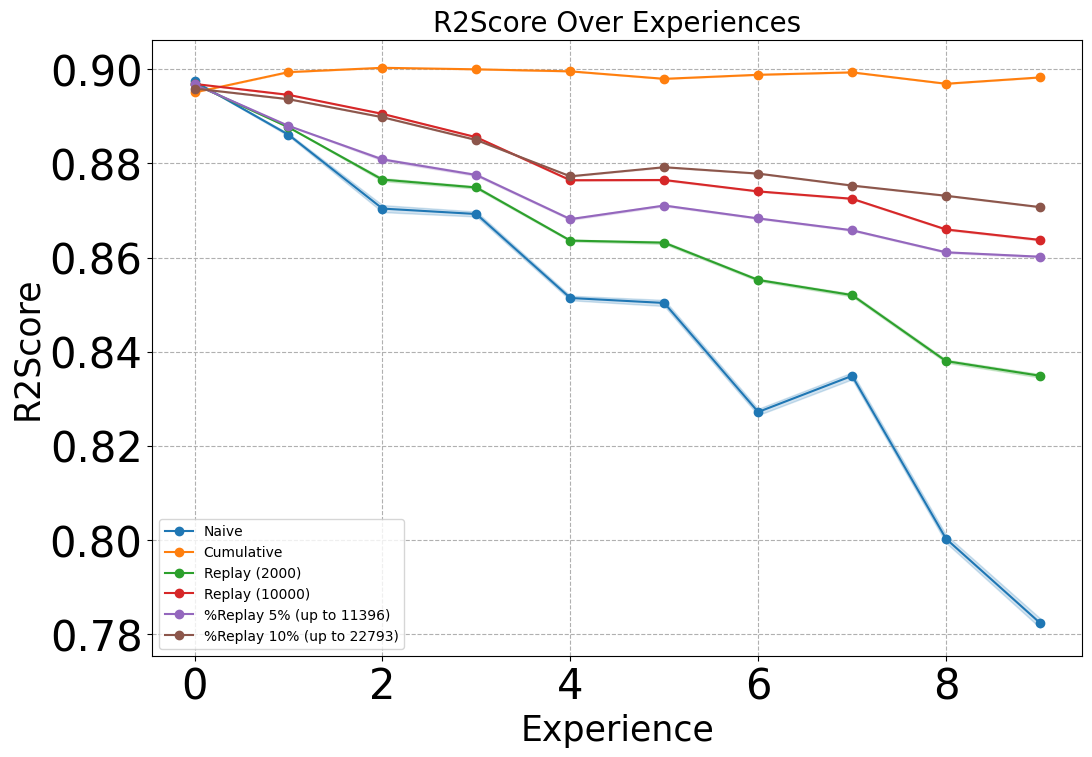 R2Score Over Experiences
0.90
0.88
0.86
0.84
0.82
0.80
0.78
R2Score
Naive
Cumulative
Replay (2000)
Replay (10000)
%Replay 5% (up to 11396)
%Replay 10% (up to 22793)
0 2 4 6 8
Experience